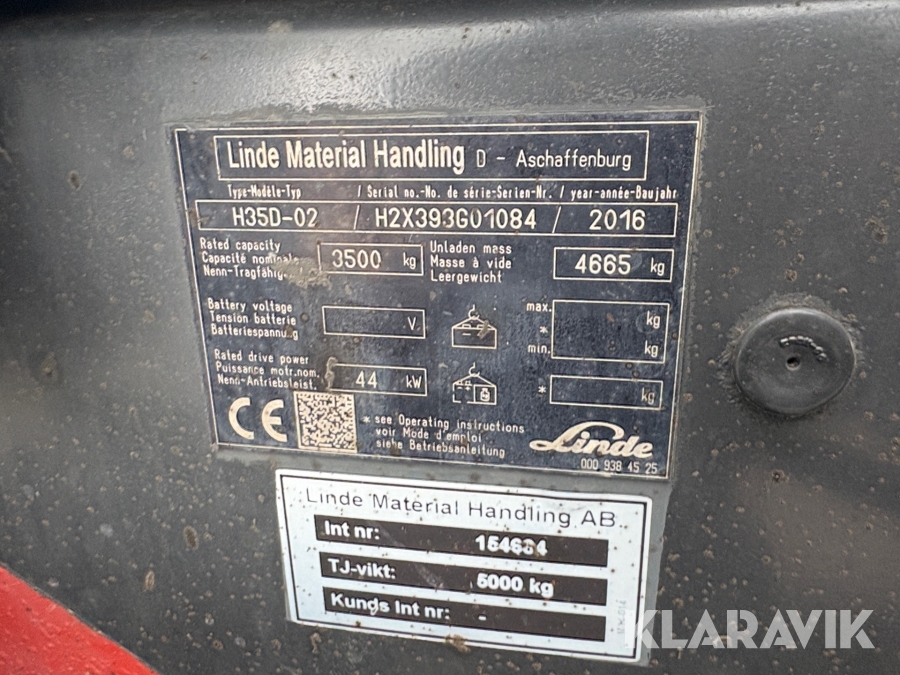 Linde Material Handling D - Aschaffenburg
Type-Modèle-Typ / Serial no.-No. de série-Serien-Nr. / year-année-Baujahr
H35D-02 / H2X393G01084 / 2016
Rated capacity
Capacité nominale
Nenn-Tragfähig
3500 kg
Unladen mass
Masse à vide
Leergewicht
4665 kg
Battery voltage
Tension batterie
Batteriespannung
V
max.
kg
*
min.
kg
Rated drive power
Puissance motr.nom.
Nenn-Antriebsleist.
44 kW
*
kg
CE
* see Operating instructions
voir Mode d'emploi
siehe Betriebsanleitung
Linde
000 938 45 25
Linde Material Handling AB
Int nr:
TJ-vikt: 5000 kg
Kunds Int nr: -
KLARAVIK